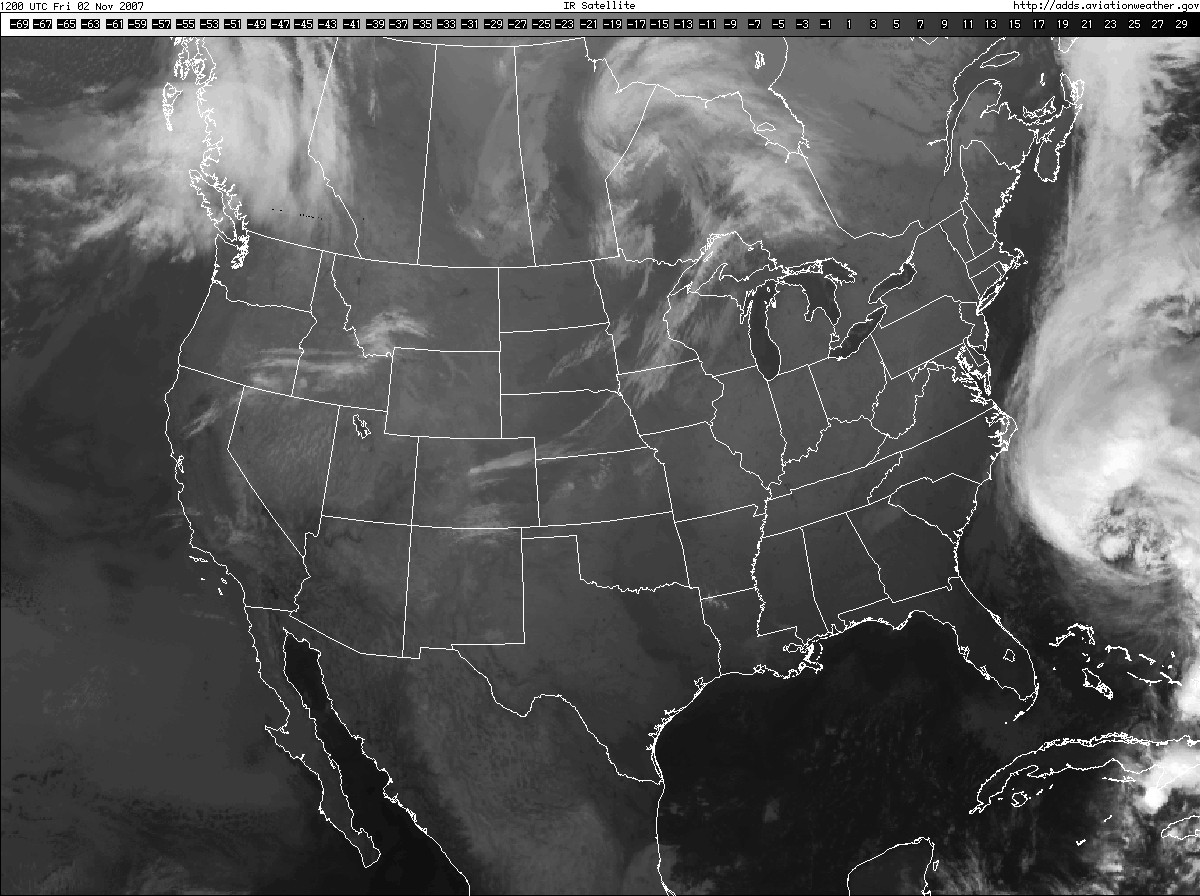 1200 UTC Fri 02 Nov 2007 IR Satellite http://adds.aviationweather.gov
-69 -67 -65 -63 -61 -59 -57 -55 -53 -51 -49 -47 -45 -43 -41 -39 -37 -35 -33 -31 -29 -27 -25 -23 -21 -19 -17 -15 -13 -11 -9 -7 -5 -3 -1 1 3 5 7 9 11 13 15 17 19 21 23 25 27 29